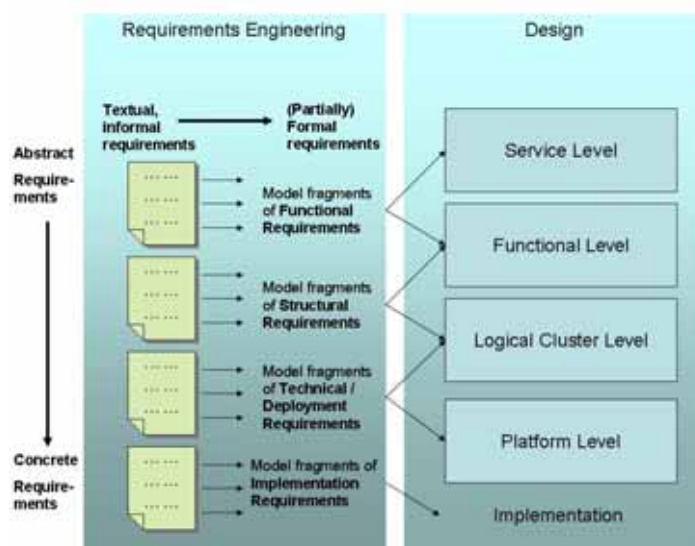 Requirements Engineering
Design
Textual,
informal
requirements
(Partially)
Formal
requirements
Abstract
Require-
ments
Concrete
Require-
ments
... ...
... ...
... ...
Model fragments
of Functional
Requirements
... ...
... ...
... ...
Model fragments
of Structural
Requirements
... ...
... ...
... ...
Model fragments
of Technical /
Deployment
Requirements
... ...
... ...
... ...
Model fragments of
Implementation
Requirements
Service Level
Functional Level
Logical Cluster Level
Platform Level
Implementation